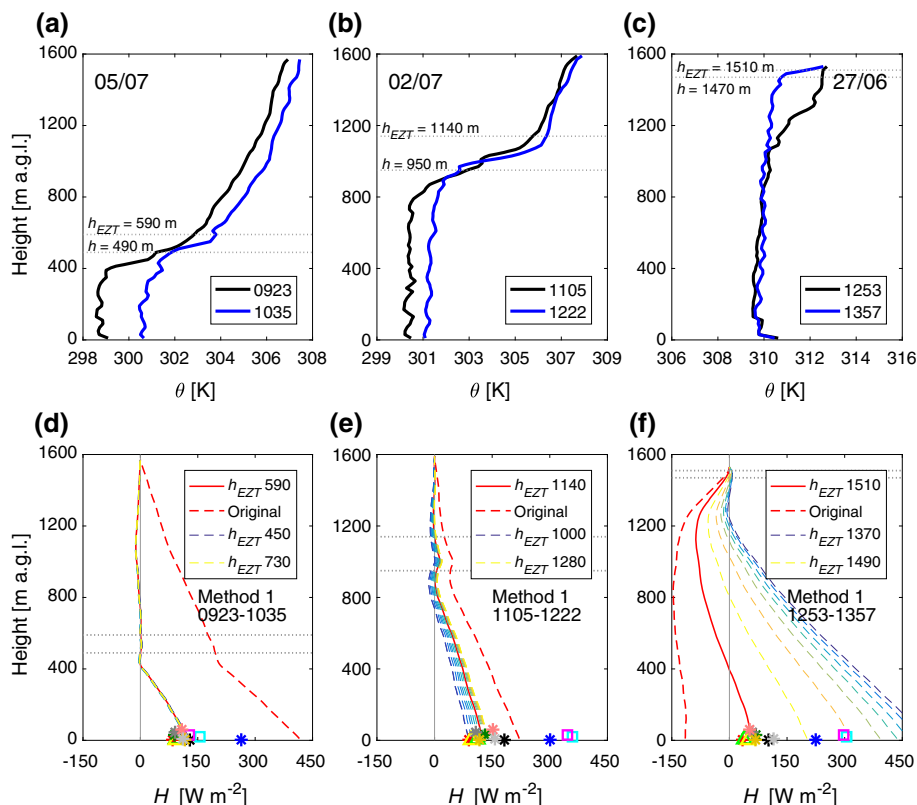 (a)
1600
05/07
1200
800
h_EZT = 590 m
h = 490 m
400
0923
1035
0
298 300 302 304 306 308
θ [K]
Height [m a.g.l.]
(b)
1600
02/07
1200
h_EZT = 1140 m
h = 950 m
800
400
1105
1222
0
299 301 303 305 307 309
θ [K]
(c)
1600
h_EZT = 1510 m
h = 1470 m
27/06
1200
800
400
1253
1357
0
306 308 310 312 314 316
θ [K]
(d)
1600
h_EZT 590
Original
h_EZT 450
h_EZT 730
1200
Method 1
0923-1035
800
400
0
-150 0 150 300 450
H [W m-2]
Height [m a.g.l.]
(e)
1600
h_EZT 1140
Original
h_EZT 1000
h_EZT 1280
1200
Method 1
1105-1222
800
400
0
-150 0 150 300 450
H [W m-2]
(f)
1600
h_EZT 1510
Original
h_EZT 1370
h_EZT 1490
1200
Method 1
1253-1357
800
400
0
-150 0 150 300 450
H [W m-2]